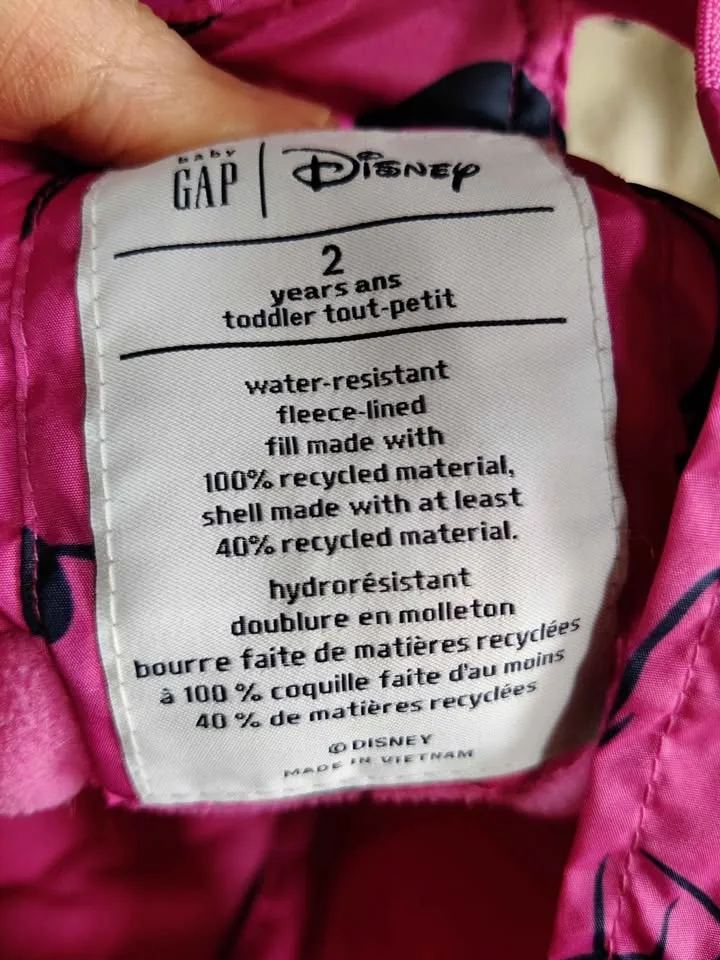 baby
GAP | Disney
2
years ans
toddler tout-petit
water-resistant
fleece-lined
fill made with
100% recycled material,
shell made with at least
40% recycled material.
hydrorésistant
doublure en molleton
bourre faite de matières recyclées
à 100 % coquille faite d'au moins
40 % de matières recyclées
© DISNEY
MADE IN VIETNAM